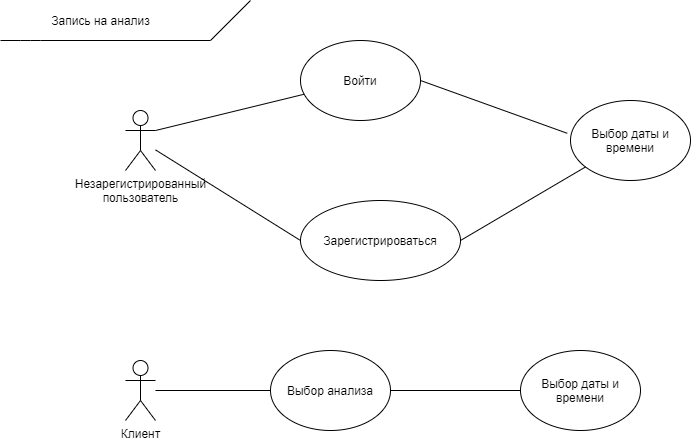 Запись на анализ
Войти
Выбор даты и
времени
Незарегистрированный
пользователь
Зарегистрироваться
Выбор анализа
Выбор даты и
времени
Клиент